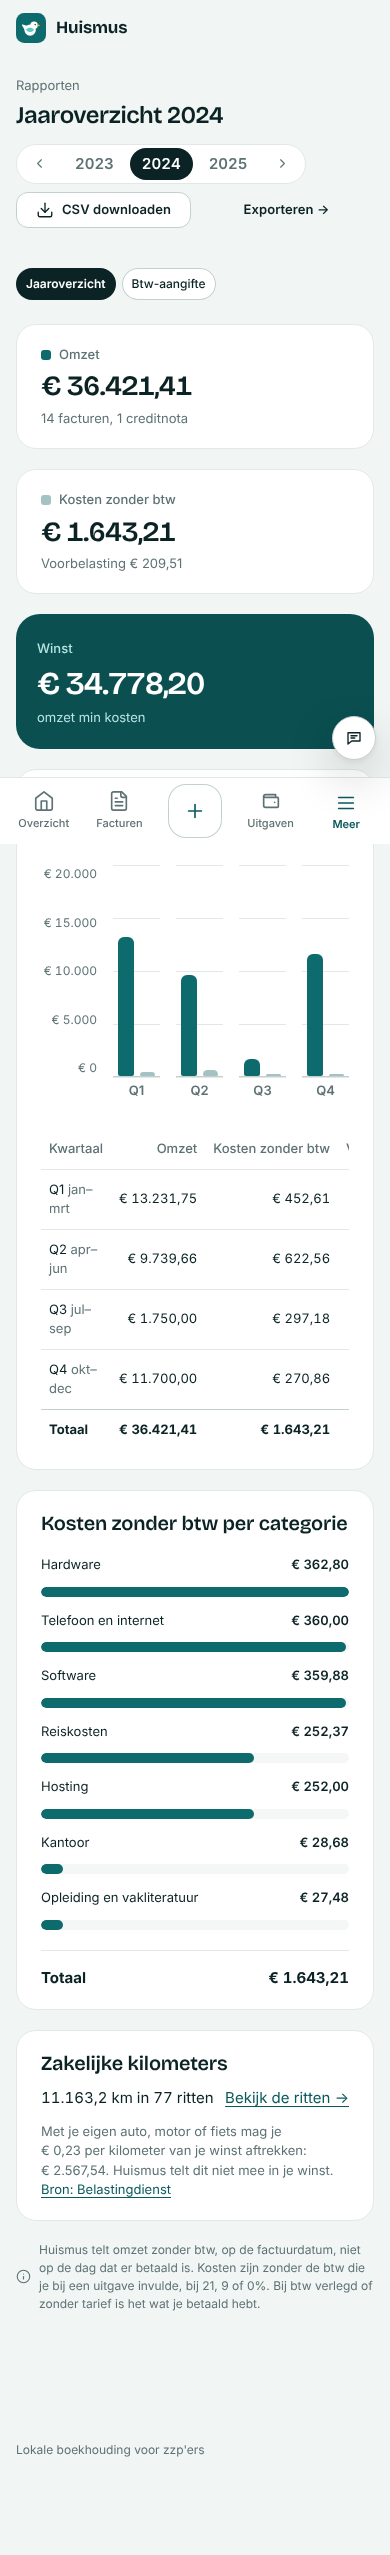 Huismus
Rapporten
Jaaroverzicht 2024
2023 2024 2025
CSV downloaden Exporteren →
Jaaroverzicht Btw-aangifte
Omzet
€ 36.421,41
14 facturen, 1 creditnota
Kosten zonder btw
€ 1.643,21
Voorbelasting € 209,51
Winst
€ 34.778,20
omzet min kosten
Overzicht Facturen Uitgaven Meer
€ 20.000
€ 15.000
€ 10.000
€ 5.000
€ 0
Q1 Q2 Q3 Q4
Kwartaal Omzet Kosten zonder btw
Q1 jan–
mrt
€ 13.231,75 € 452,61
Q2 apr–
jun
€ 9.739,66 € 622,56
Q3 jul–
sep
€ 1.750,00 € 297,18
Q4 okt–
dec
€ 11.700,00 € 270,86
Totaal € 36.421,41 € 1.643,21
Kosten zonder btw per categorie
Hardware € 362,80
Telefoon en internet € 360,00
Software € 359,88
Reiskosten € 252,37
Hosting € 252,00
Kantoor € 28,68
Opleiding en vakliteratuur € 27,48
Totaal € 1.643,21
Zakelijke kilometers
11.163,2 km in 77 ritten Bekijk de ritten →
Met je eigen auto, motor of fiets mag je
€ 0,23 per kilometer van je winst aftrekken:
€ 2.567,54. Huismus telt dit niet mee in je winst.
Bron: Belastingdienst
Huismus telt omzet zonder btw, op de factuurdatum, niet
op de dag dat er betaald is. Kosten zijn zonder de btw die
je bij een uitgave invulde, bij 21, 9 of 0%. Bij btw verlegd of
zonder tarief is het wat je betaald hebt.
Lokale boekhouding voor zzp'ers